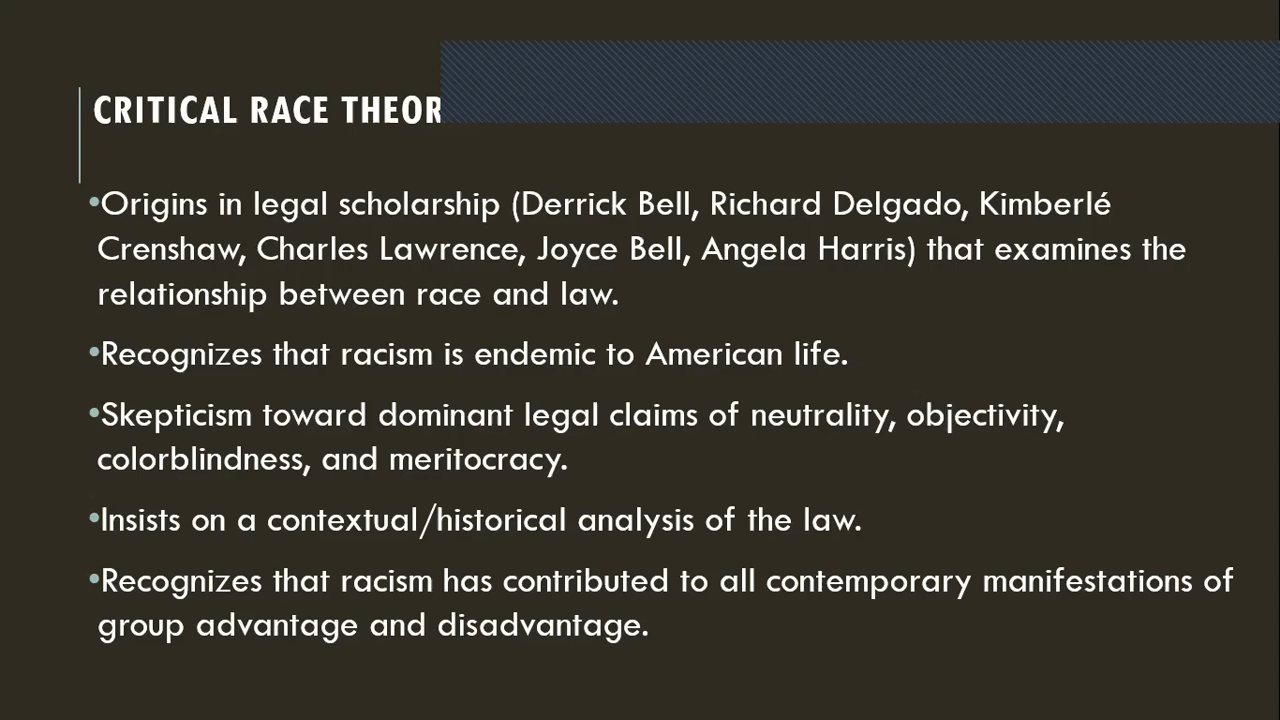 CRITICAL RACE THEOR
•Origins in legal scholarship (Derrick Bell, Richard Delgado, Kimberlé
Crenshaw, Charles Lawrence, Joyce Bell, Angela Harris) that examines the
relationship between race and law.
•Recognizes that racism is endemic to American life.
•Skepticism toward dominant legal claims of neutrality, objectivity,
colorblindness, and meritocracy.
•Insists on a contextual/historical analysis of the law.
•Recognizes that racism has contributed to all contemporary manifestations of
group advantage and disadvantage.